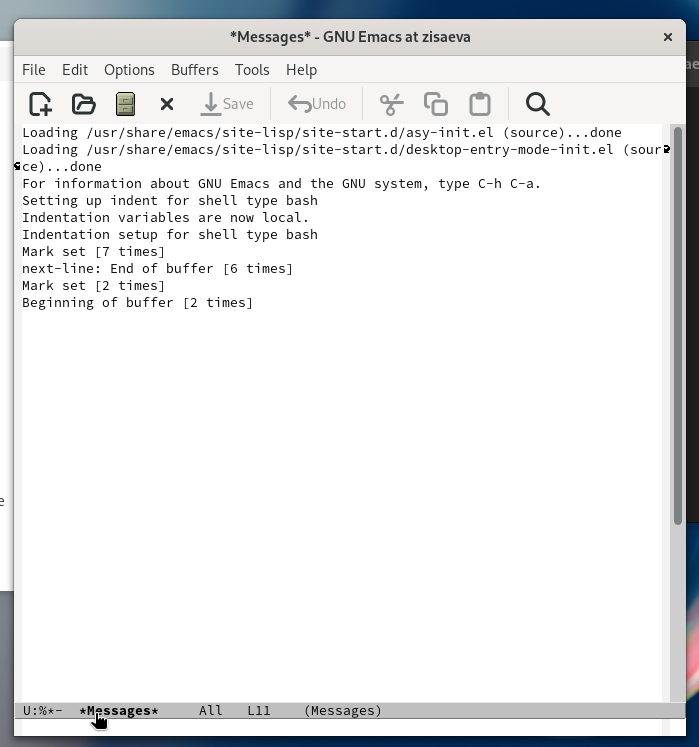 *Messages* - GNU Emacs at zisaeva
File Edit Options Buffers Tools Help
Save Undo
Loading /usr/share/emacs/site-lisp/site-start.d/asy-init.el (source)...done
Loading /usr/share/emacs/site-lisp/site-start.d/desktop-entry-mode-init.el (sour
ce)...done
For information about GNU Emacs and the GNU system, type C-h C-a.
Setting up indent for shell type bash
Indentation variables are now local.
Indentation setup for shell type bash
Mark set [7 times]
next-line: End of buffer [6 times]
Mark set [2 times]
Beginning of buffer [2 times]
U:%*- *Messages* All L11 (Messages)